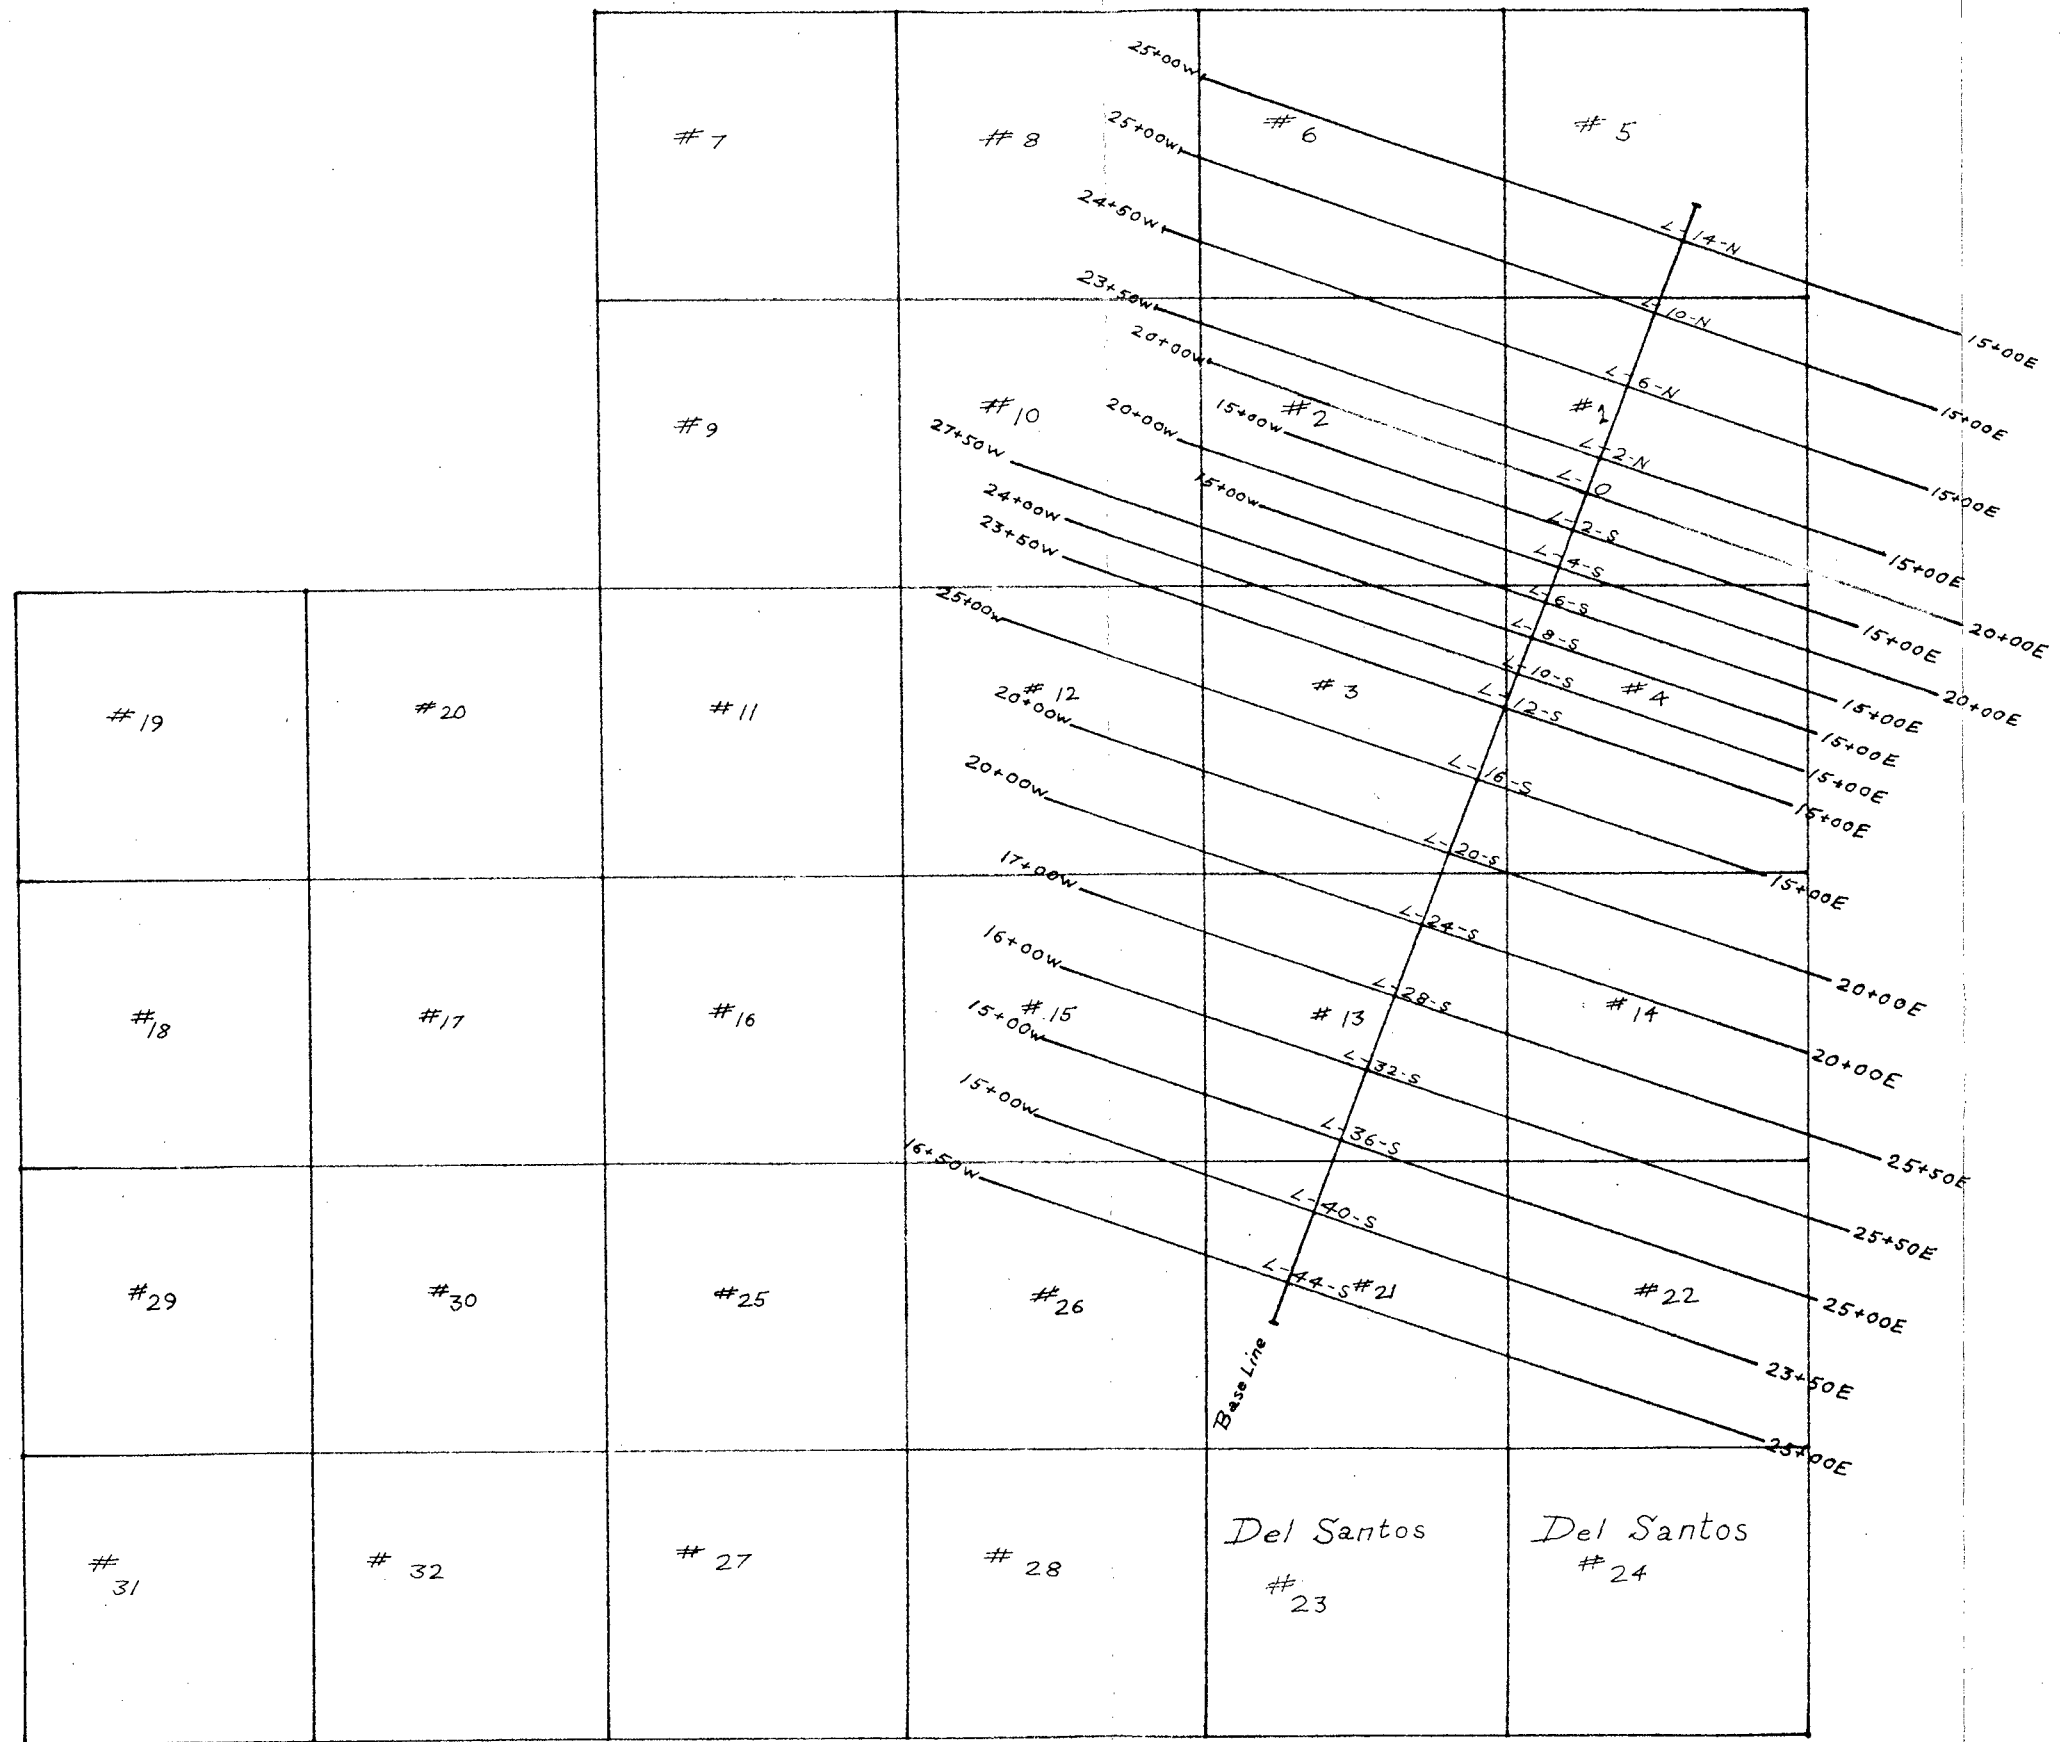 25+00W
#7
#8
#6
#5
25+00W
24+50W
L-14-N
23+50W
L-10-N
15+00E
20+00W
L-6-N
#9
#10
20+00W
15+00W
#2
#1
15+00E
27+50W
L-2-N
24+00W
15+00W
L-0
15+00E
23+50W
L-2-S
L-4-S
15+00E
25+00W
L-6-S
L-8-S
15+00E
20+00E
#19
#20
#11
#12
#3
L-10-S
#4
20+00W
L-12-S
15+00E
20+00E
15+00E
20+00W
L-16-S
15+00E
15+00E
17+00W
L-20-S
15+00E
16+00W
L-24-S
#18
#17
#16
#15
#13
L-28-S
#14
20+00E
15+00W
L-32-S
20+00E
15+00W
L-36-S
16+50W
25+50E
L-40-S
25+50E
#29
#30
#25
#26
L-44-S
#21
#22
25+00E
Base Line
23+50E
25+00E
Del Santos
#23
Del Santos
#24
#31
#32
#27
#28